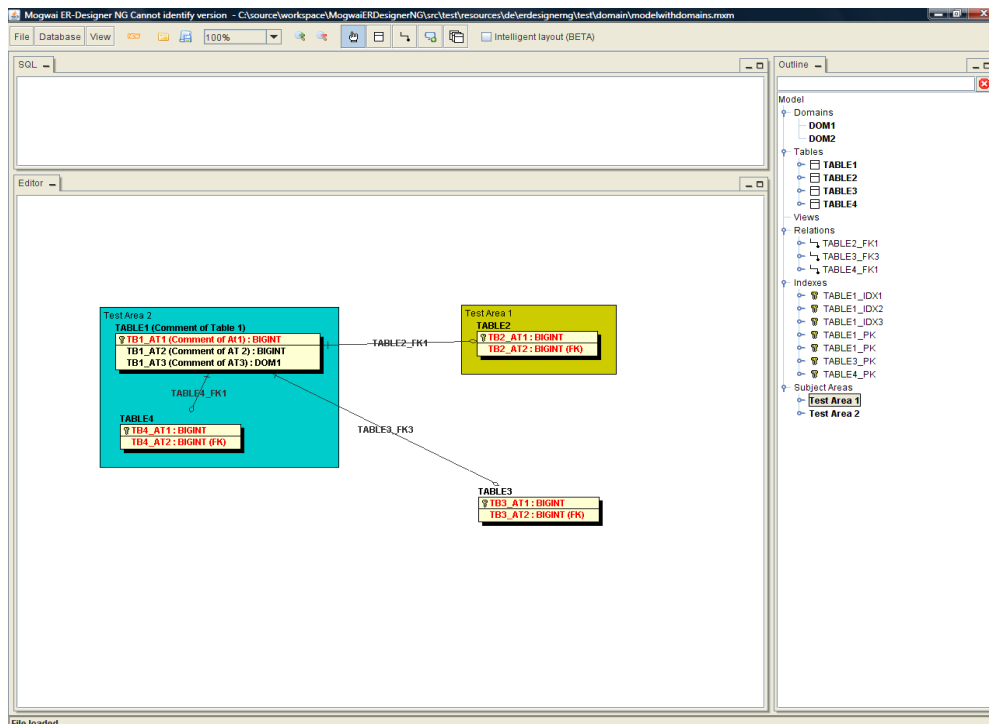 Mogwai ER-Designer NG Cannot identify version - C:\source\workspace\MogwaiERDesignerNG\src\test\resources\de\erdesignerng\test\domain\modelwithdomains.mxm
File Database View 100% Intelligent layout (BETA)
SQL
Editor
Test Area 2
TABLE1 (Comment of Table 1)
TB1_AT1 (Comment of At1) : BIGINT
TB1_AT2 (Comment of AT 2) : BIGINT
TB1_AT3 (Comment of AT3) : DOM1
TABLE4_FK1
TABLE4
TB4_AT1 : BIGINT
TB4_AT2 : BIGINT (FK)
TABLE2_FK1
Test Area 1
TABLE2
TB2_AT1 : BIGINT
TB2_AT2 : BIGINT (FK)
TABLE3_FK3
TABLE3
TB3_AT1 : BIGINT
TB3_AT2 : BIGINT (FK)
Outline
Model
Domains
DOM1
DOM2
Tables
TABLE1
TABLE2
TABLE3
TABLE4
Views
Relations
TABLE2_FK1
TABLE3_FK3
TABLE4_FK1
Indexes
TABLE1_IDX1
TABLE1_IDX2
TABLE1_IDX3
TABLE1_PK
TABLE1_PK
TABLE3_PK
TABLE4_PK
Subject Areas
Test Area 1
Test Area 2
File loaded